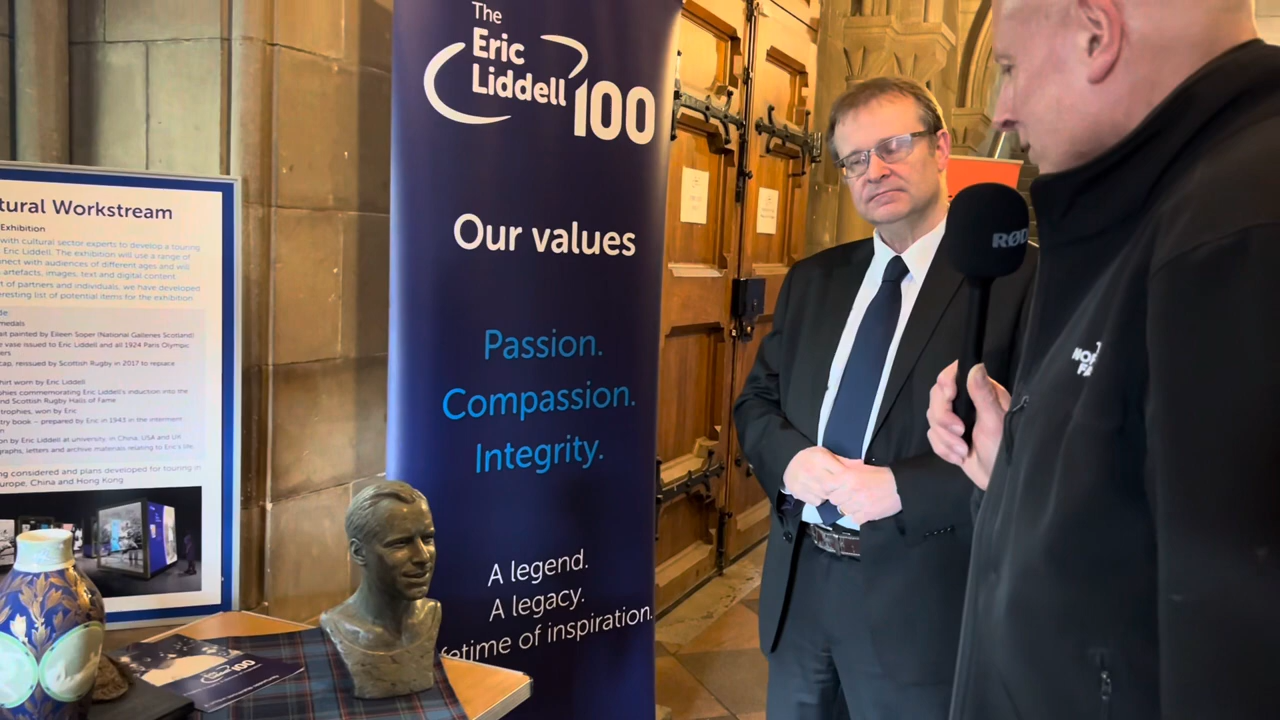 tural Workstream
Exhibition
with cultural sector experts to develop a touring
Eric Liddell. The exhibition will use a range of
nnect with audiences of different ages and will
artefacts, images, text and digital content
t of partners and individuals, we have developed
eresting list of potential items for the exhibition
de:
medals
ait painted by Eileen Soper (National Galleries Scotland)
e vase issued to Eric Liddell and all 1924 Paris Olympic
ers
cap, reissued by Scottish Rugby in 2017 to replace
hirt worn by Eric Liddell
phies commemorating Eric Liddell's induction into the
nd Scottish Rugby Halls of Fame
trophies, won by Eric
try book – prepared by Eric in 1943 in the internment
on by Eric Liddell at university, in China, USA and UK
graphs, letters and archive materials relating to Eric's life.
ng considered and plans developed for touring in
urope, China and Hong Kong
The
Eric
Liddell
100
Our values
Passion.
Compassion.
Integrity.
A legend.
A legacy.
fetime of inspiration.
100
RØD
NOR
FA